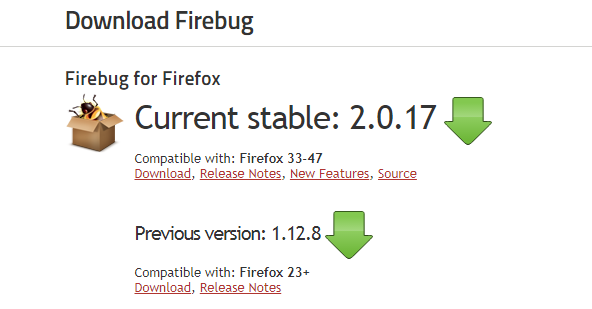 Download Firebug
Firebug for Firefox
Current stable: 2.0.17
Compatible with: Firefox 33-47
Download, Release Notes, New Features, Source
Previous version: 1.12.8
Compatible with: Firefox 23+
Download, Release Notes